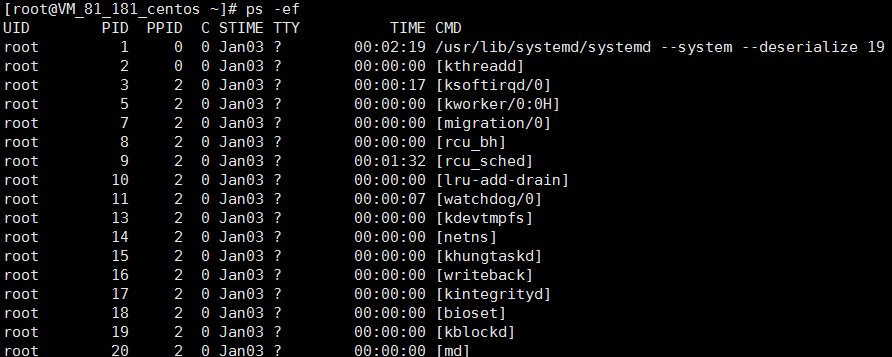 [root@VM_81_181_centos ~]# ps -ef
UID        PID  PPID  C STIME TTY          TIME CMD
root         1     0  0 Jan03 ?        00:02:19 /usr/lib/systemd/systemd --system --deserialize 19
root         2     0  0 Jan03 ?        00:00:00 [kthreadd]
root         3     2  0 Jan03 ?        00:00:17 [ksoftirqd/0]
root         5     2  0 Jan03 ?        00:00:00 [kworker/0:0H]
root         7     2  0 Jan03 ?        00:00:00 [migration/0]
root         8     2  0 Jan03 ?        00:00:00 [rcu_bh]
root         9     2  0 Jan03 ?        00:01:32 [rcu_sched]
root        10     2  0 Jan03 ?        00:00:00 [lru-add-drain]
root        11     2  0 Jan03 ?        00:00:07 [watchdog/0]
root        13     2  0 Jan03 ?        00:00:00 [kdevtmpfs]
root        14     2  0 Jan03 ?        00:00:00 [netns]
root        15     2  0 Jan03 ?        00:00:00 [khungtaskd]
root        16     2  0 Jan03 ?        00:00:00 [writeback]
root        17     2  0 Jan03 ?        00:00:00 [kintegrityd]
root        18     2  0 Jan03 ?        00:00:00 [bioset]
root        19     2  0 Jan03 ?        00:00:00 [kblockd]
root        20     2  0 Jan03 ?        00:00:00 [md]